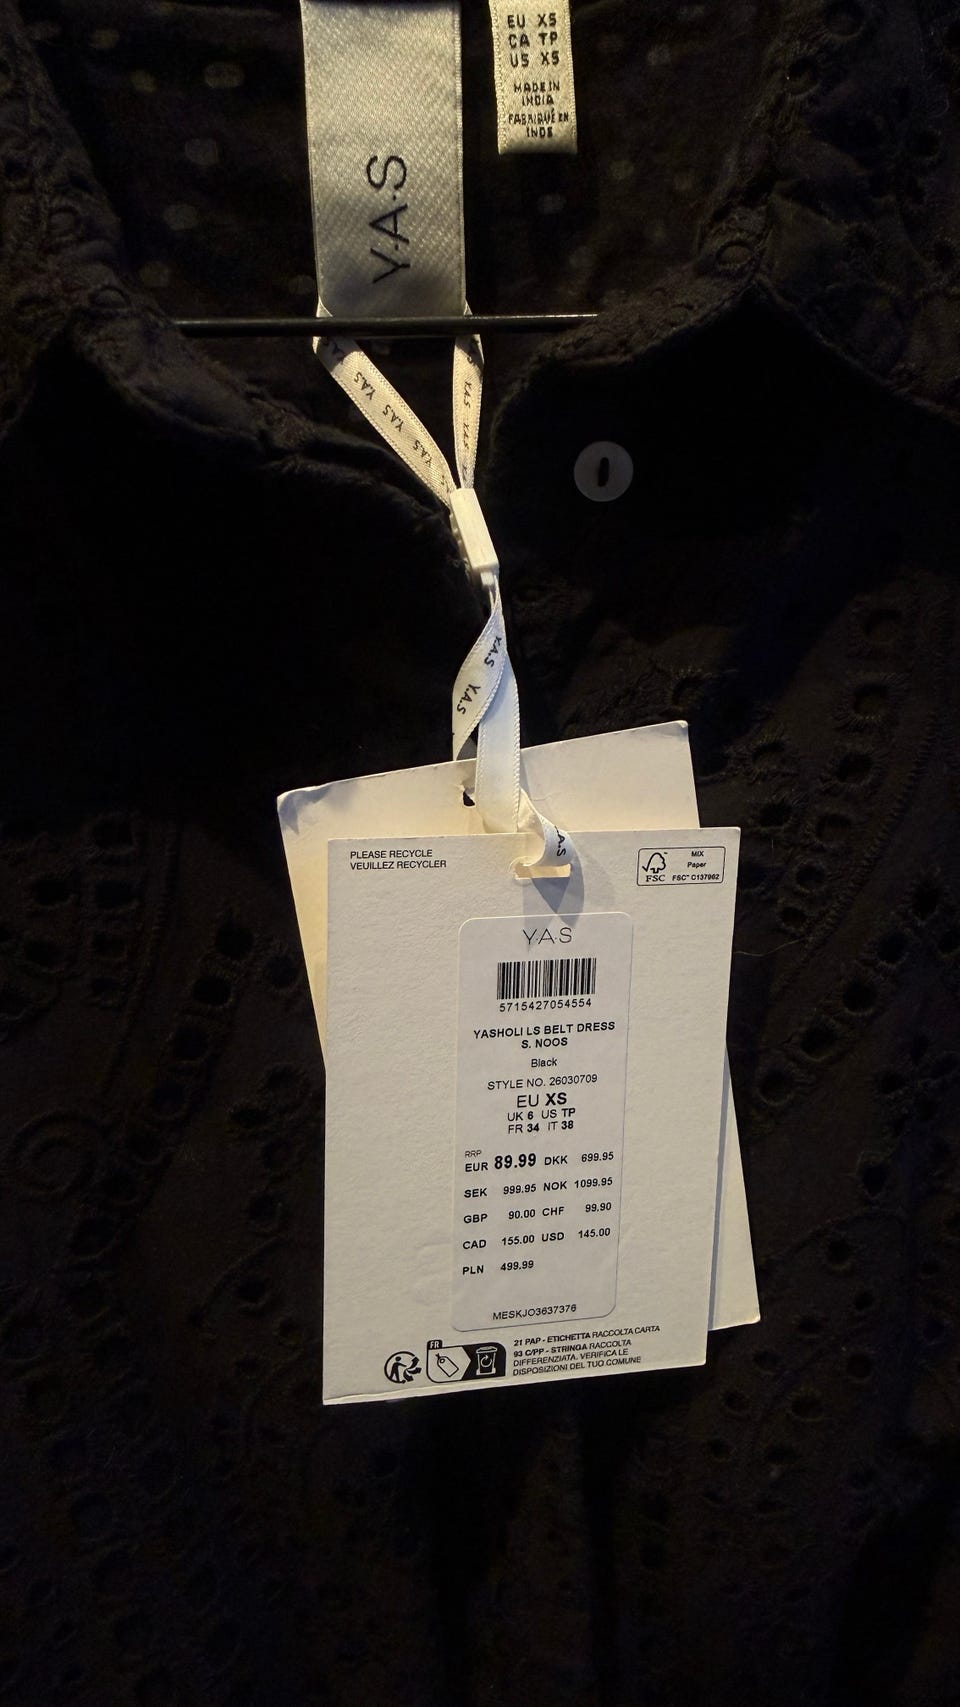 EU XS
CA TP
US XS
MADE IN
INDIA
FABRIQUÉ EN
INDE
Y.A.S
Y.A.S Y.A.S Y.A.S
Y.A.S Y.A.S
Y.A.S Y.A.S
PLEASE RECYCLE
VEUILLEZ RECYCLER
FSC
MIX
Paper
FSC™ C137962
Y.A.S
5715427054554
YASHOLI LS BELT DRESS
S. NOOS
Black
STYLE NO. 26030709
EU XS
UK 6 US TP
FR 34 IT 38
RRP
EUR 89.99 DKK 699.95
SEK 999.95 NOK 1099.95
GBP 90.00 CHF 99.90
CAD 155.00 USD 145.00
PLN 499.99
MESKJO3637376
FR
21 PAP - ETICHETTA RACCOLTA CARTA
93 C/PP - STRINGA RACCOLTA
DIFFERENZIATA. VERIFICA LE
DISPOSIZIONI DEL TUO COMUNE